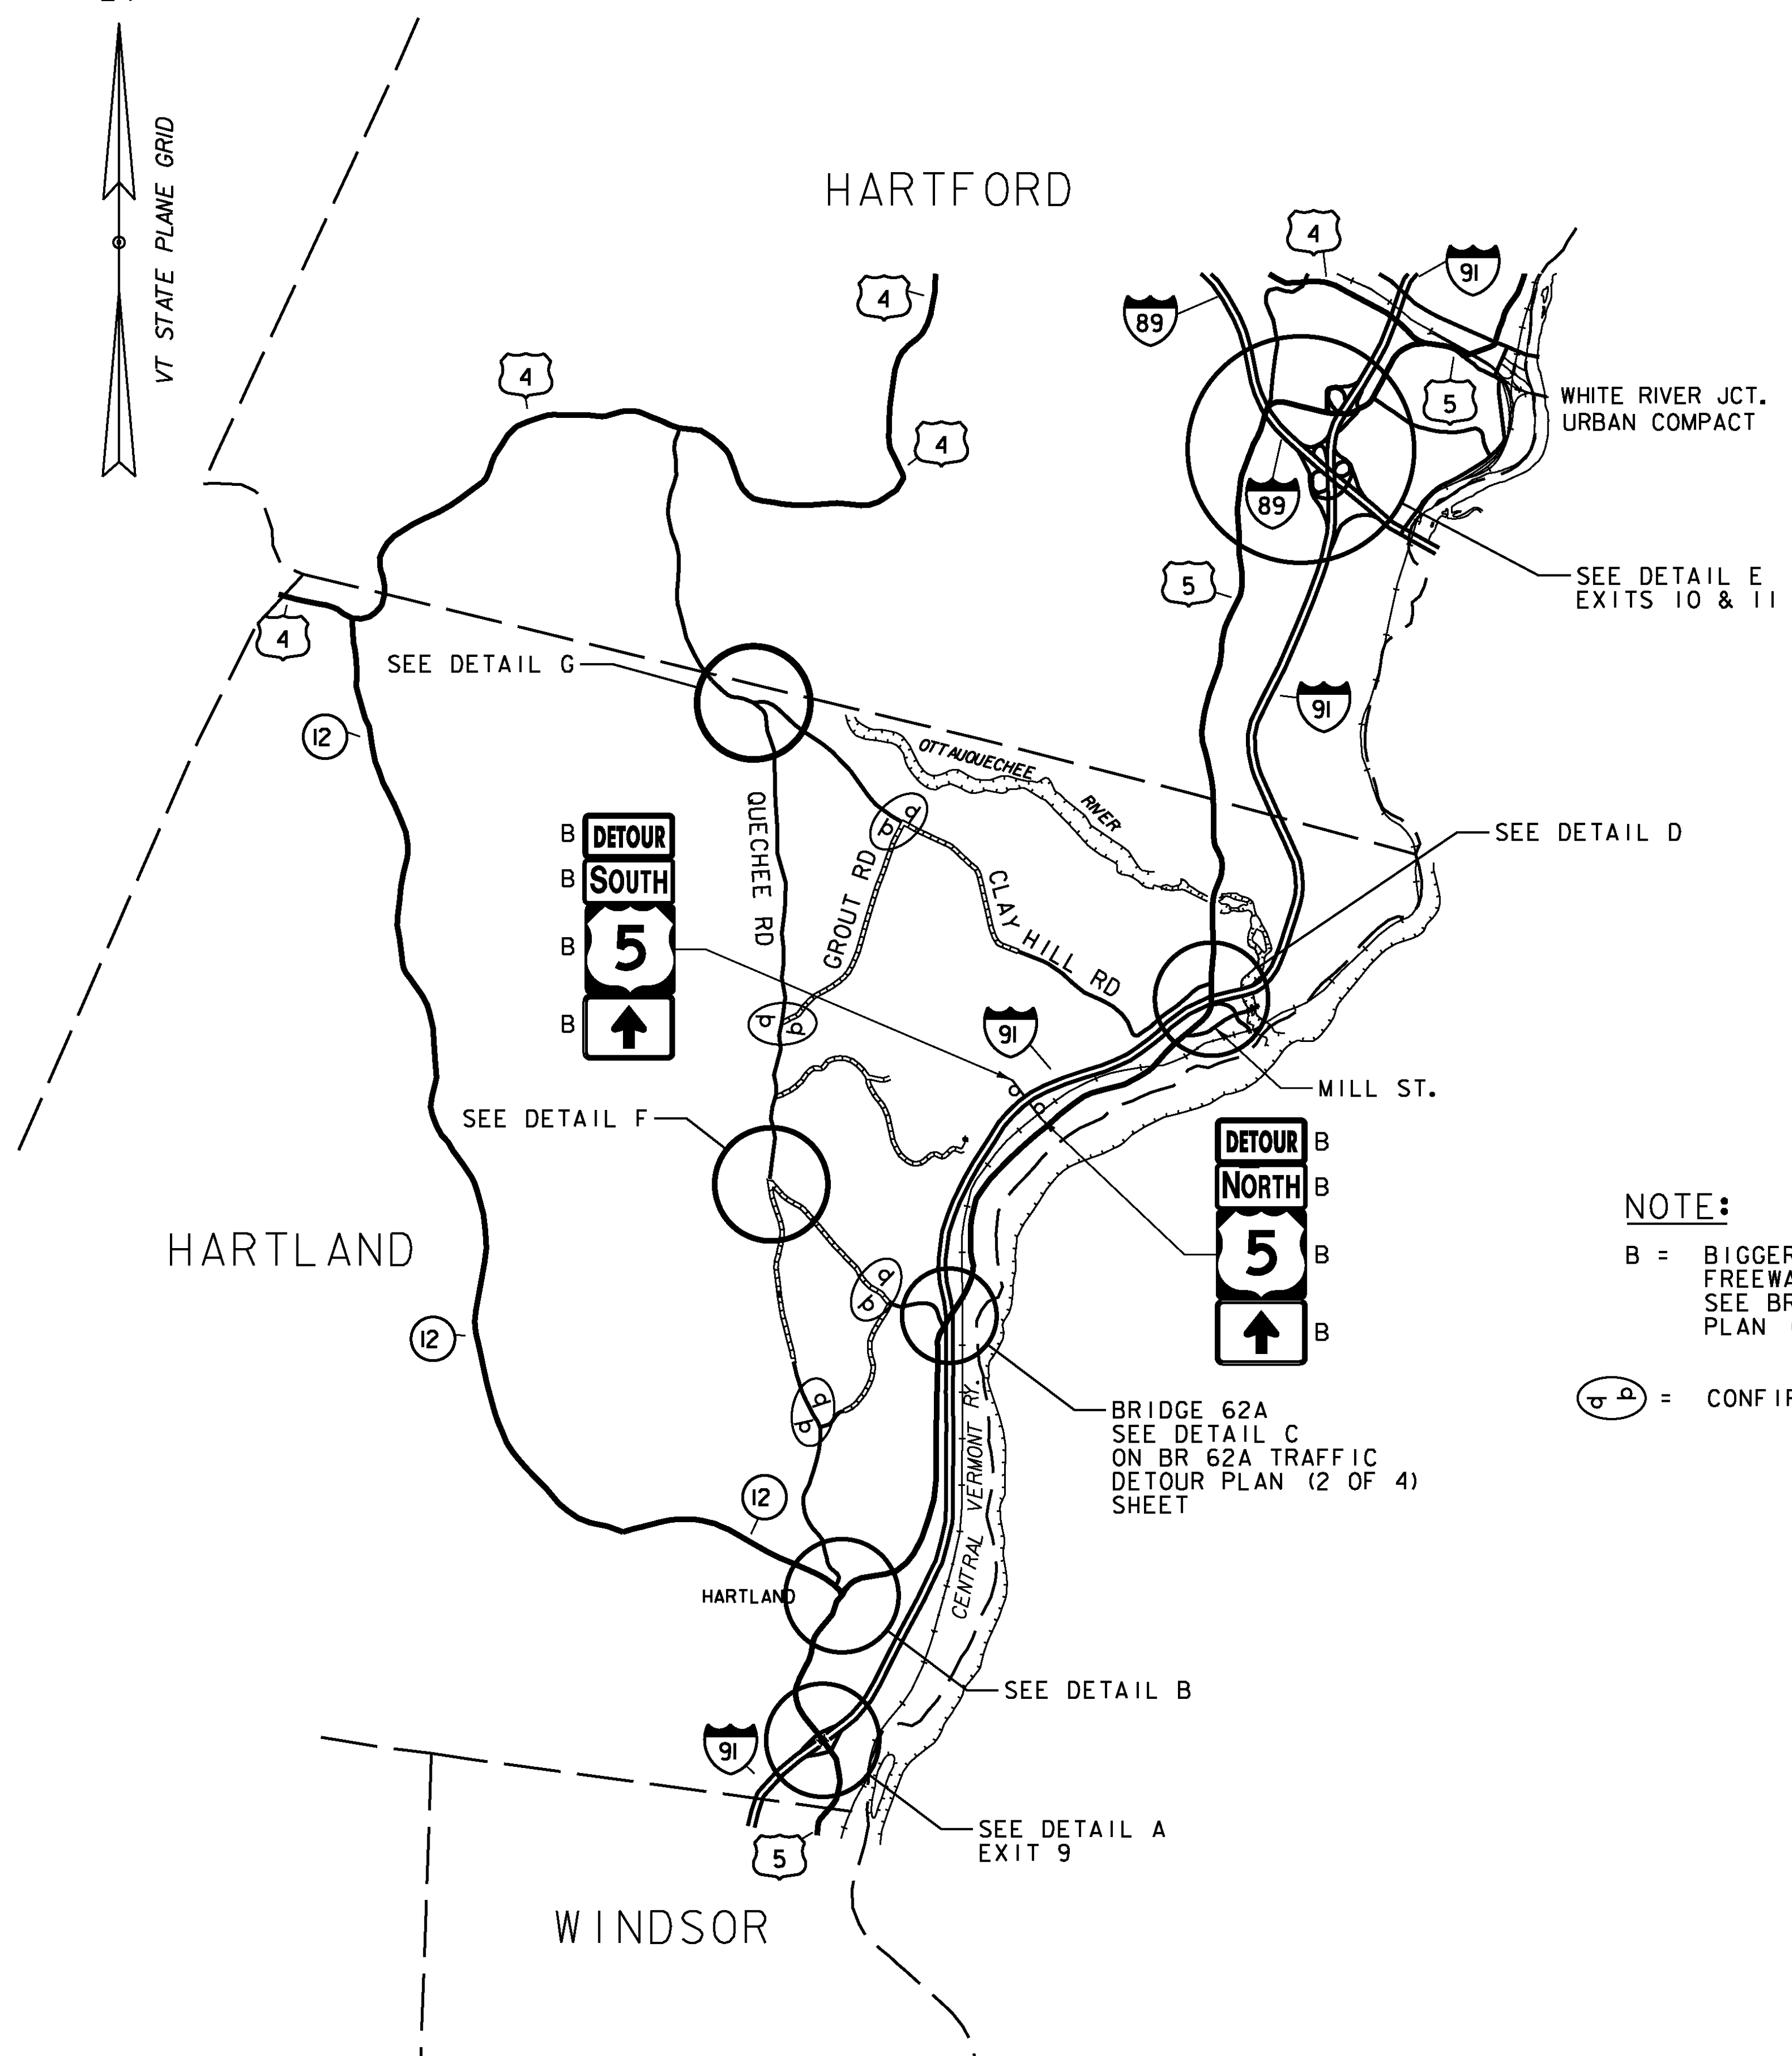 VT STATE PLANE GRID
HARTFORD
4
91
4
89
4
5
WHITE RIVER JCT.
URBAN COMPACT
4
89
5
SEE DETAIL E
EXITS 10 & 11
4
SEE DETAIL G
91
12
OTTAUQUECHEE
RIVER
QUECHEE RD
GROUT RD
CLAY HILL RD
SEE DETAIL D
B DETOUR
B SOUTH
B 5
B
91
MILL ST.
SEE DETAIL F
DETOUR B
NORTH B
5 B
B
HARTLAND
NOTE:
B = BIGGER
SEE
PLAN
=
12
BRIDGE 62A
SEE DETAIL C
ON BR 62A TRAFFIC
DETOUR PLAN (2 OF 4)
SHEET
CENTRAL VERMONT RY.
12
HARTLAND
SEE DETAIL B
91
SEE DETAIL A
EXIT 9
5
WINDSOR